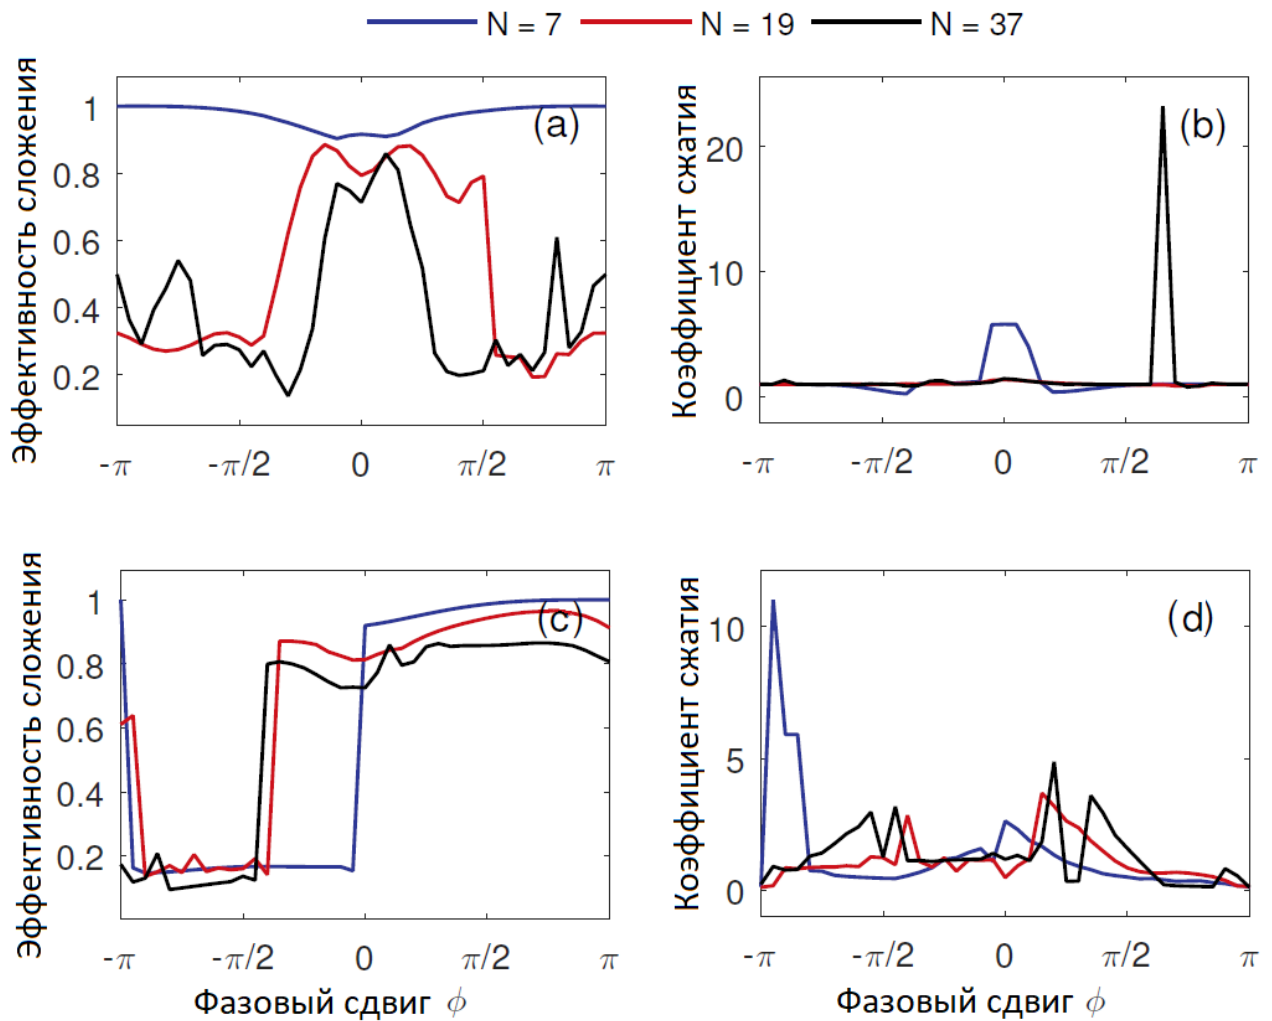 N = 7 N = 19 N = 37
Эффективность сложения
1
0.8
0.6
0.4
0.2
(a)
-π -π/2 0 π/2 π
Коэффициент сжатия
20
10
0
(b)
-π -π/2 0 π/2 π
Эффективность сложения
1
0.8
0.6
0.4
0.2
(c)
-π -π/2 0 π/2 π
Фазовый сдвиг ϕ
Коэффициент сжатия
10
5
0
(d)
-π -π/2 0 π/2 π
Фазовый сдвиг ϕ